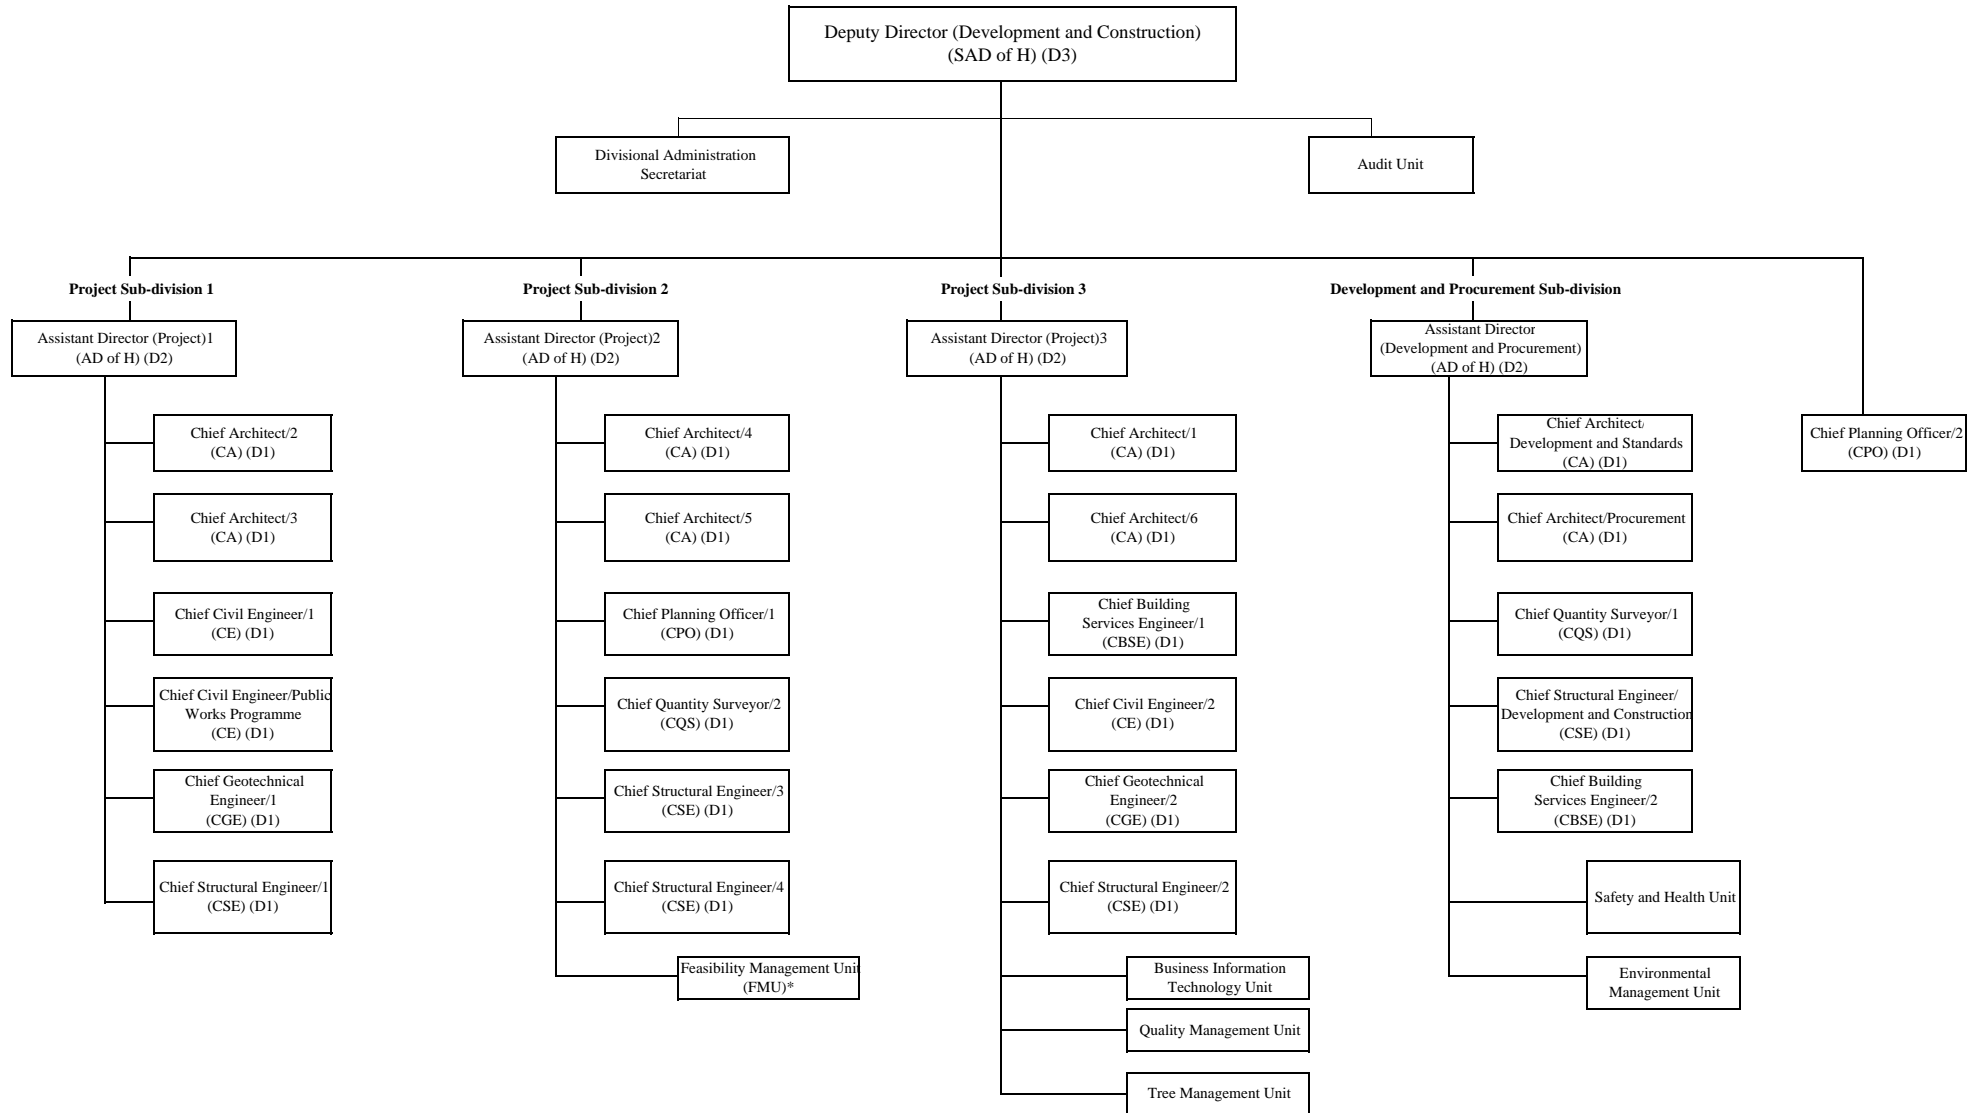 Deputy Director (Development and Construction)
(SAD of H) (D3)
Divisional Administration
Secretariat
Audit Unit
Project Sub-division 1
Assistant Director (Project)1
(AD of H) (D2)
Chief Architect/2
(CA) (D1)
Chief Architect/3
(CA) (D1)
Chief Civil Engineer/1
(CE) (D1)
Chief Civil Engineer/Public
Works Programme
(CE) (D1)
Chief Geotechnical
Engineer/1
(CGE) (D1)
Chief Structural Engineer/1
(CSE) (D1)
Project Sub-division 2
Assistant Director (Project)2
(AD of H) (D2)
Chief Architect/4
(CA) (D1)
Chief Architect/5
(CA) (D1)
Chief Planning Officer/1
(CPO) (D1)
Chief Quantity Surveyor/2
(CQS) (D1)
Chief Structural Engineer/3
(CSE) (D1)
Chief Structural Engineer/4
(CSE) (D1)
Feasibility Management Unit
(FMU)*
Project Sub-division 3
Assistant Director (Project)3
(AD of H) (D2)
Chief Architect/1
(CA) (D1)
Chief Architect/6
(CA) (D1)
Chief Building
Services Engineer/1
(CBSE) (D1)
Chief Civil Engineer/2
(CE) (D1)
Chief Geotechnical
Engineer/2
(CGE) (D1)
Chief Structural Engineer/2
(CSE) (D1)
Business Information
Technology Unit
Quality Management Unit
Tree Management Unit
Development and Procurement Sub-division
Assistant Director
(Development and Procurement)
(AD of H) (D2)
Chief Architect/
Development and Standards
(CA) (D1)
Chief Architect/Procurement
(CA) (D1)
Chief Quantity Surveyor/1
(CQS) (D1)
Chief Structural Engineer/
Development and Construction
(CSE) (D1)
Chief Building
Services Engineer/2
(CBSE) (D1)
Safety and Health Unit
Environmental
Management Unit
Chief Planning Officer/2
(CPO) (D1)